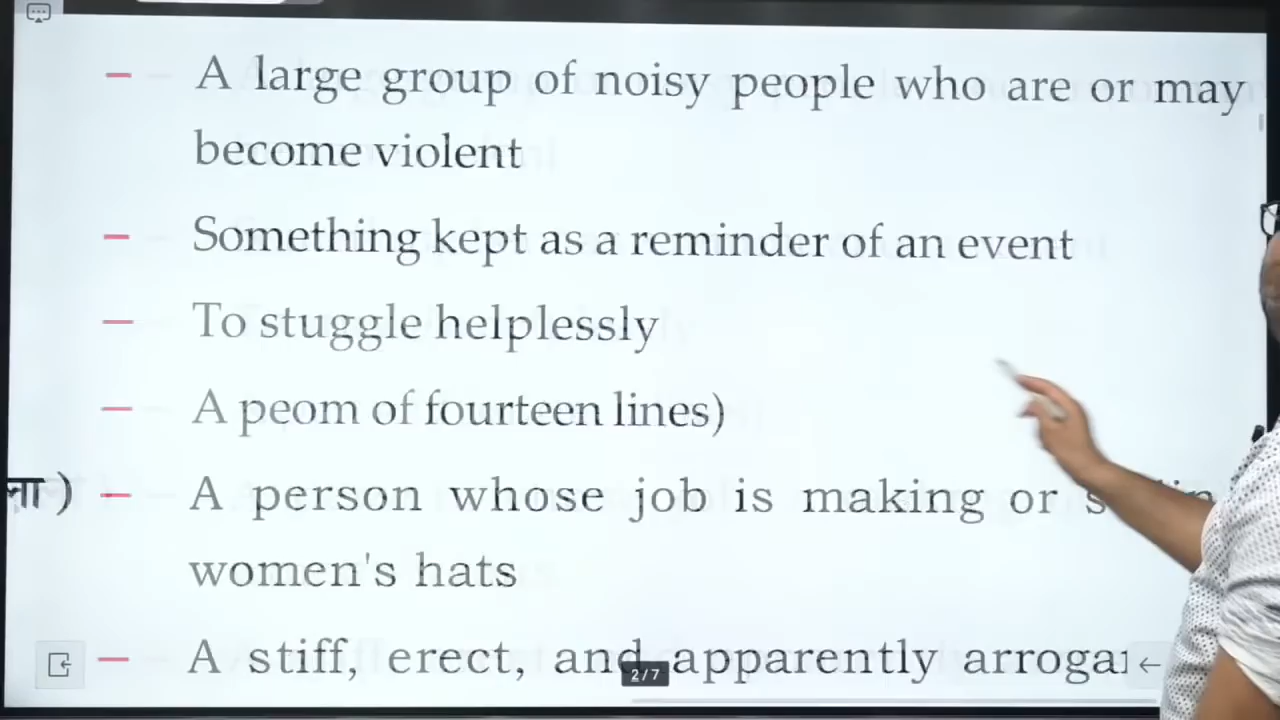 – A large group of noisy people who are or may
become violent
– Something kept as a reminder of an event
– To stuggle helplessly
– A peom of fourteen lines)
– A person whose job is making or
women's hats
– A stiff, erect, and apparently
2/7